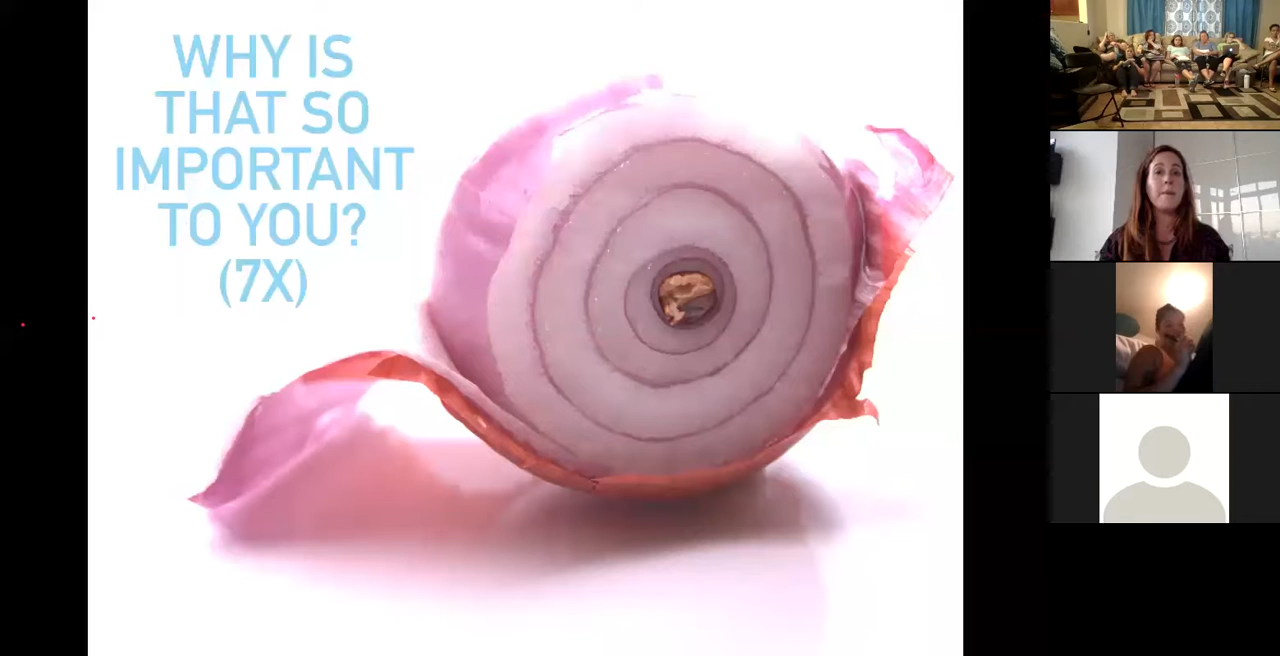 WHY IS
THAT SO
IMPORTANT
TO YOU?
(7X)